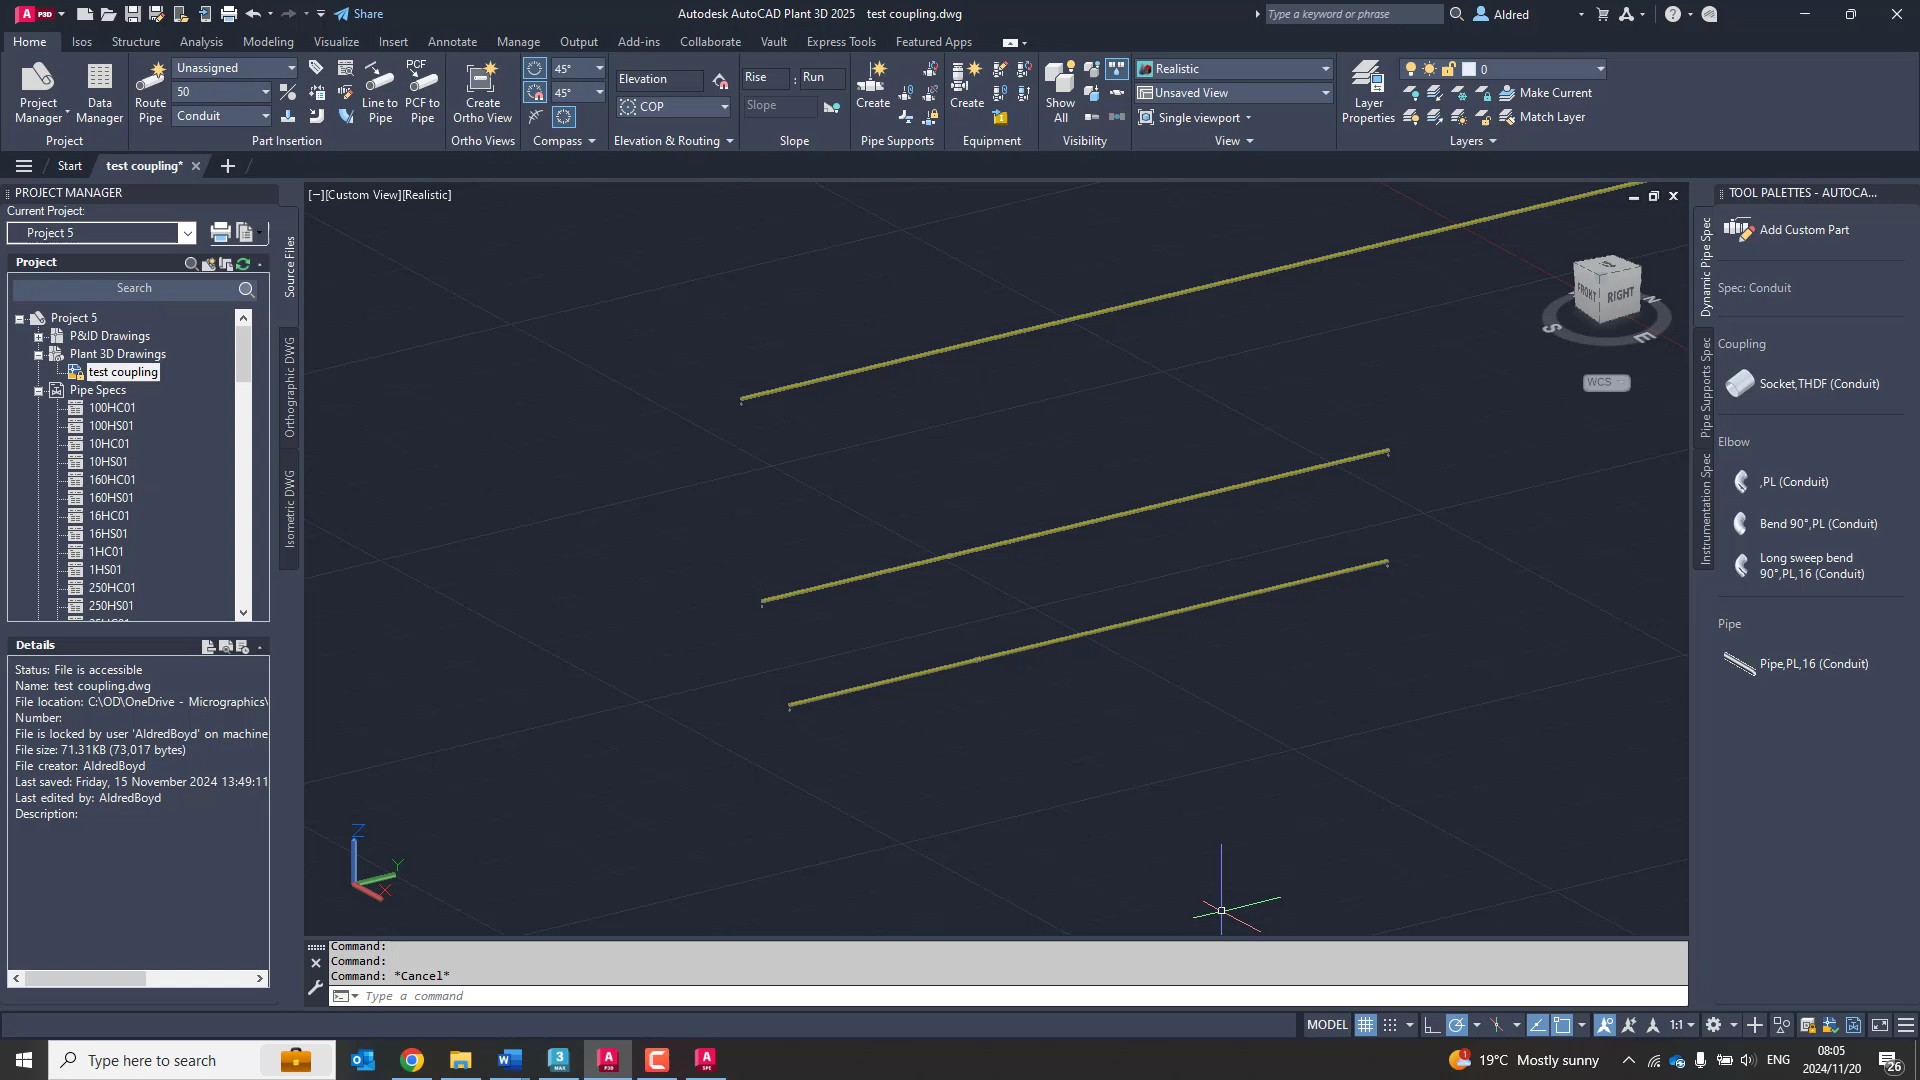 A P3D
Share
Autodesk AutoCAD Plant 3D 2025 test coupling.dwg
Type a keyword or phrase
Aldred
Home Isos Structure Analysis Modeling Visualize Insert Annotate Manage Output Add-ins Collaborate Vault Express Tools Featured Apps
Project Manager
Data Manager
Project
Route Pipe
Unassigned
50
Conduit
PCF
Line to Pipe
PCF to Pipe
Part Insertion
Create Ortho View
Ortho Views
45°
45°
Compass
Elevation
COP
Elevation & Routing
Rise : Run
Slope
Slope
Create
Pipe Supports
Create
Equipment
Show All
Visibility
Realistic
Unsaved View
Single viewport
View
Layer Properties
0
Make Current
Match Layer
Layers
Start
test coupling*
PROJECT MANAGER
Current Project:
Project 5
Project
Search
Project 5
P&ID Drawings
Plant 3D Drawings
test coupling
Pipe Specs
100HC01
100HS01
10HC01
10HS01
160HC01
160HS01
16HC01
16HS01
1HC01
1HS01
250HC01
250HS01
Source Files
Orthographic DWG
Isometric DWG
Details
Status: File is accessible
Name: test coupling.dwg
File location: C:\OD\OneDrive - Micrographics\
Number:
File is locked by user 'AldredBoyd' on machine
File size: 71.31KB (73,017 bytes)
File creator: AldredBoyd
Last saved: Friday, 15 November 2024 13:49:11
Last edited by: AldredBoyd
Description:
[−][Custom View][Realistic]
FRONT
RIGHT
S
E
N
WCS
Z
Y
X
Command:
Command:
Command: *Cancel*
Type a command
TOOL PALETTES - AUTOCA...
Dynamic Pipe Spec
Pipe Supports Spec
Instrumentation Spec
Add Custom Part
Spec: Conduit
Coupling
Socket,THDF (Conduit)
Elbow
,PL (Conduit)
Bend 90°,PL (Conduit)
Long sweep bend
90°,PL,16 (Conduit)
Pipe
Pipe,PL,16 (Conduit)
MODEL
1:1
Type here to search
3
MAX
A
P3D
A
SPE
1
19°C Mostly sunny
ENG
08:05
2024/11/20
26